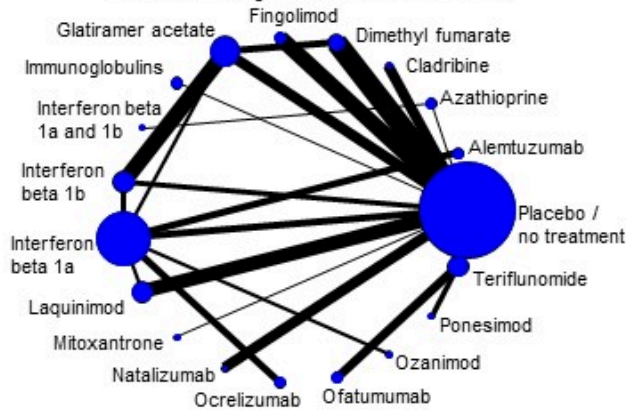 Fingolimod
Glatiramer acetate
Dimethyl fumarate
Immunoglobulins
Cladribine
Azathioprine
Interferon beta
1a and 1b
Alemtuzumab
Interferon
beta 1b
Placebo /
no treatment
Interferon
beta 1a
Teriflunomide
Laquinimod
Ponesimod
Mitoxantrone
Ozanimod
Natalizumab
Ofatumumab
Ocrelizumab